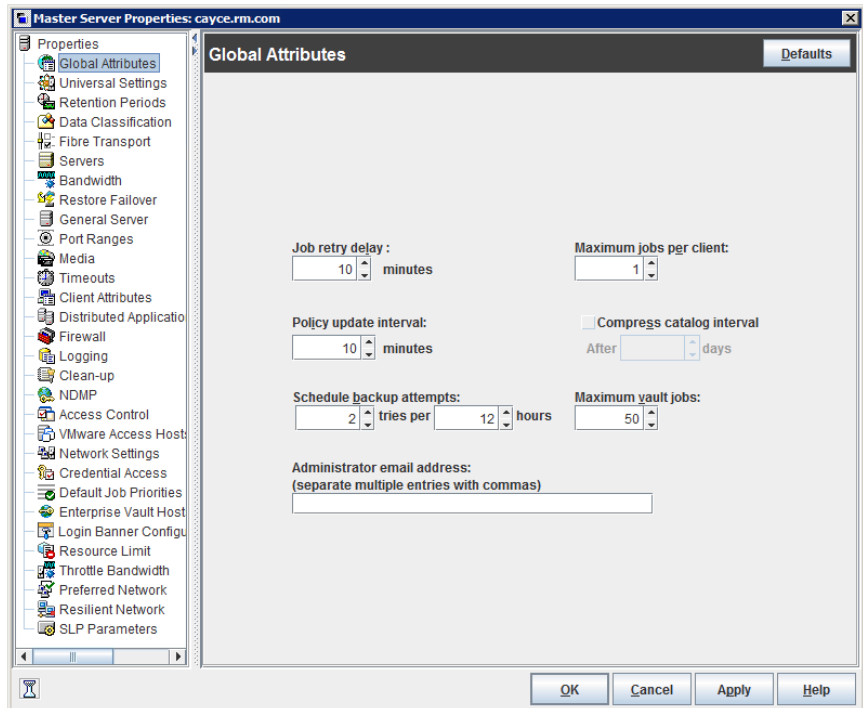 Master Server Properties: cayce.rm.com
Properties
Global Attributes
Universal Settings
Retention Periods
Data Classification
Fibre Transport
Servers
Bandwidth
Restore Failover
General Server
Port Ranges
Media
Timeouts
Client Attributes
Distributed Applicatio
Firewall
Logging
Clean-up
NDMP
Access Control
VMware Access Hosts
Network Settings
Credential Access
Default Job Priorities
Enterprise Vault Host
Login Banner Configu
Resource Limit
Throttle Bandwidth
Preferred Network
Resilient Network
SLP Parameters
Global Attributes
Defaults
Job retry delay :
10 minutes
Maximum jobs per client:
1
Policy update interval:
10 minutes
Compress catalog interval
After days
Schedule backup attempts:
2 tries per 12 hours
Maximum vault jobs:
50
Administrator email address:
(separate multiple entries with commas)
OK Cancel Apply Help